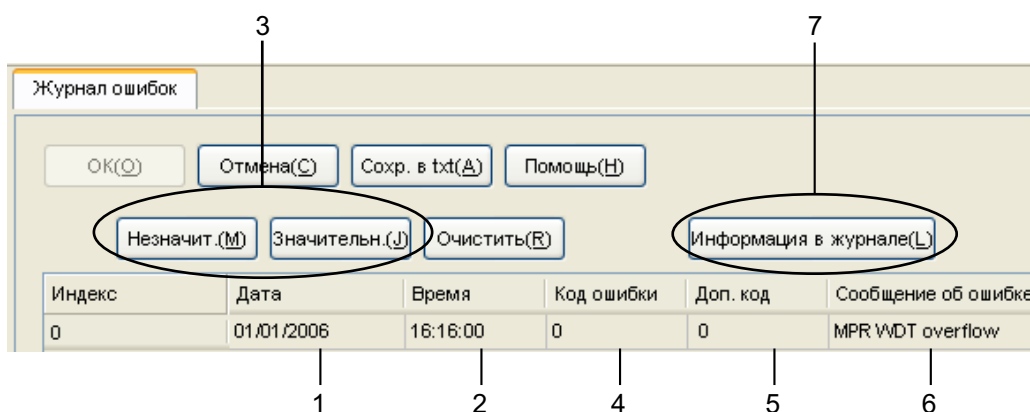 3 7
Журнал ошибок
OK(O) Отмена(C) Сохр. в txt(A) Помощь(H)
Незначит.(M) Значительн.(J) Очистить(R) Информация в журнале(L)
Индекс Дата Время Код ошибки Доп. код Сообщение об ошибке
0 01/01/2006 16:16:00 0 0 MPR WDT overflow
1 2 4 5 6